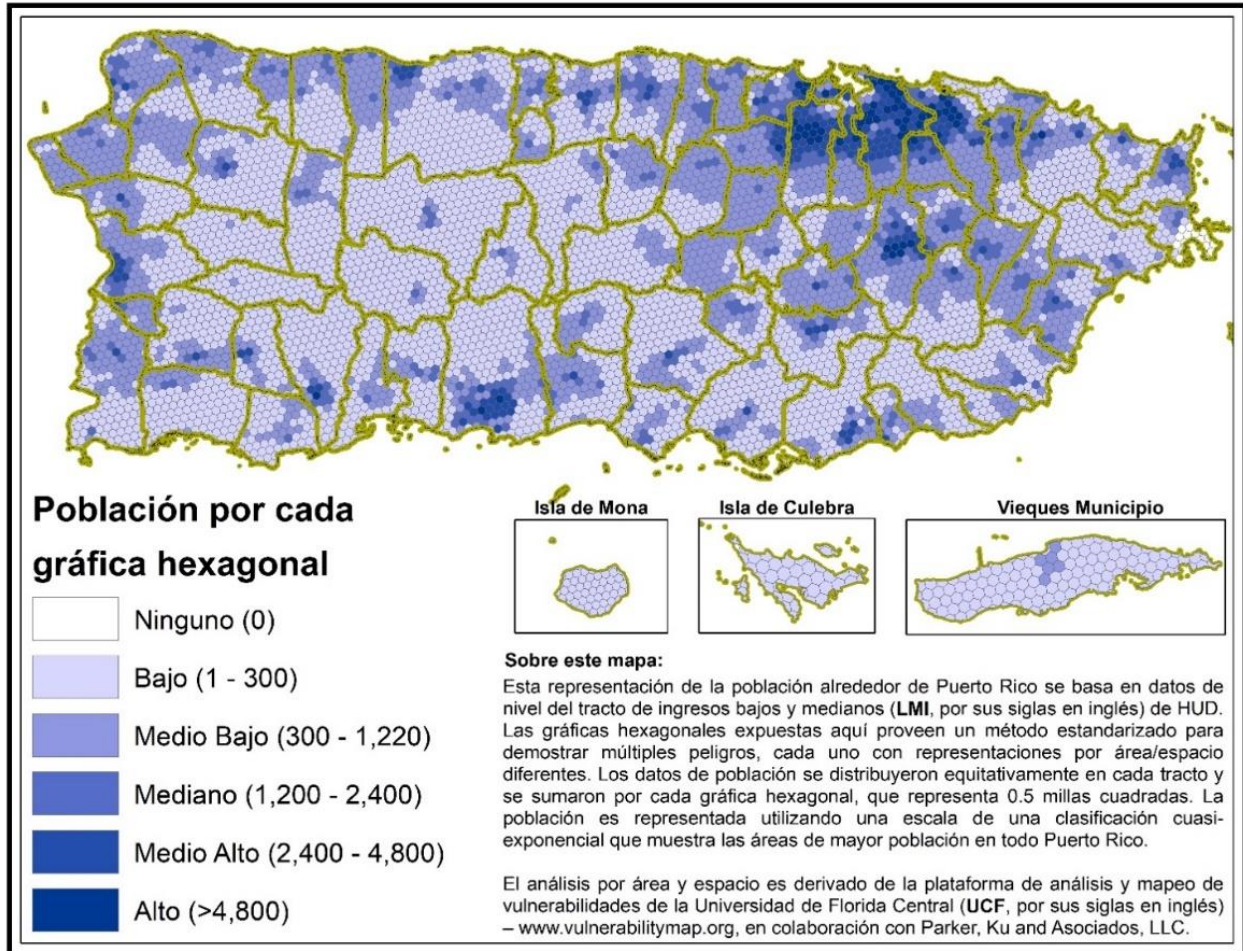 Isla de Mona
Isla de Culebra
Vieques Municipio
Población por cada
gráfica hexagonal
Ninguno (0)
Bajo (1 - 300)
Medio Bajo (300 - 1,220)
Mediano (1,200 - 2,400)
Medio Alto (2,400 - 4,800)
Alto (>4,800)
Sobre este mapa:
Esta representación de la población alrededor de Puerto Rico se basa en datos de
nivel del tracto de ingresos bajos y medianos (LMI, por sus siglas en inglés) de HUD.
Las gráficas hexagonales expuestas aquí proveen un método estandarizado para
demostrar múltiples peligros, cada uno con representaciones por área/espacio
diferentes. Los datos de población se distribuyeron equitativamente en cada tracto y
se sumaron por cada gráfica hexagonal, que representa 0.5 millas cuadradas. La
población es representada utilizando una escala de una clasificación cuasi-
exponencial que muestra las áreas de mayor población en todo Puerto Rico.
El análisis por área y espacio es derivado de la plataforma de análisis y mapeo de
vulnerabilidades de la Universidad de Florida Central (UCF, por sus siglas en inglés)
– www.vulnerabilitymap.org, en colaboración con Parker, Ku and Asociados, LLC.